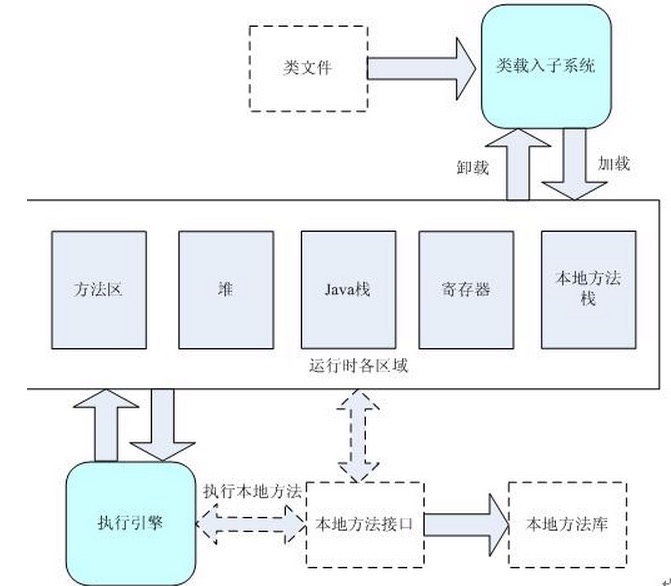 类文件
类载入子系统
卸载
加载
方法区
堆
Java栈
寄存器
本地方法
栈
运行时各区域
执行本地方法
执行引擎
本地方法接口
本地方法库